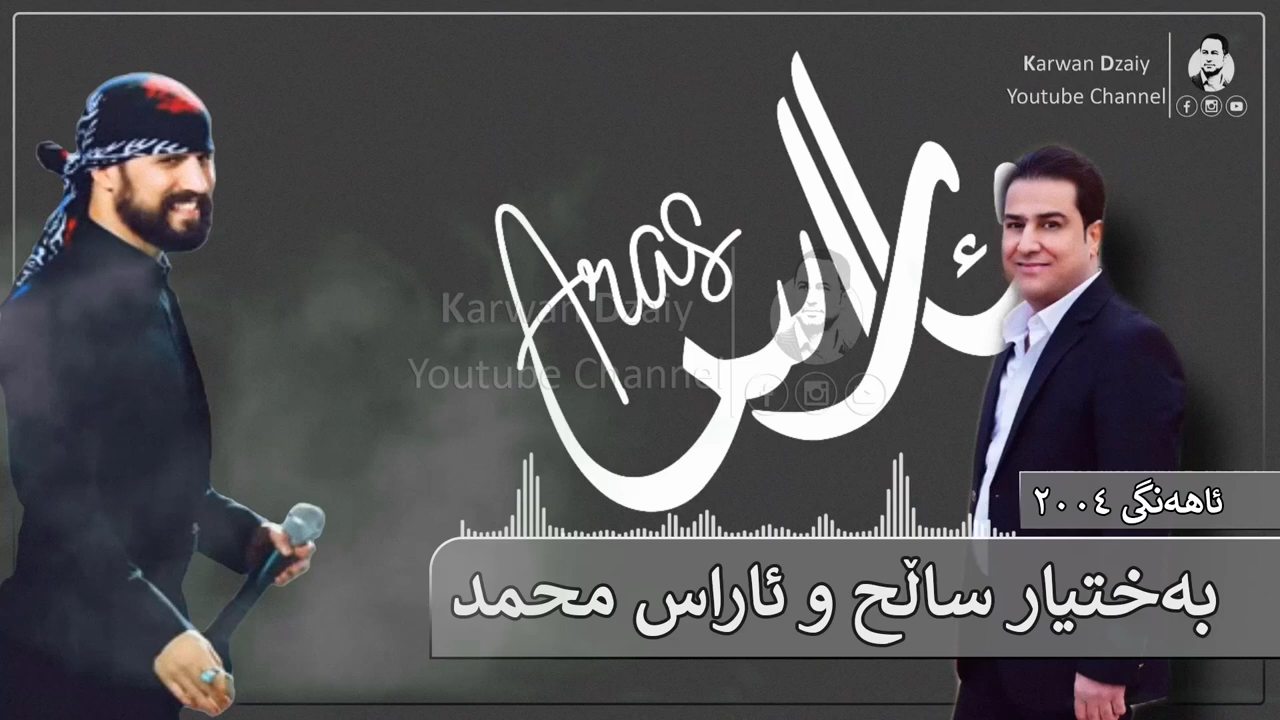 Karwan Dzaiy
Youtube Channel
Aras
ئاراس
Karwan Dzaiy
Youtube Channel
ئاهەنگی ٢٠٠٤
بەختیار ساڵح و ئاراس محمد